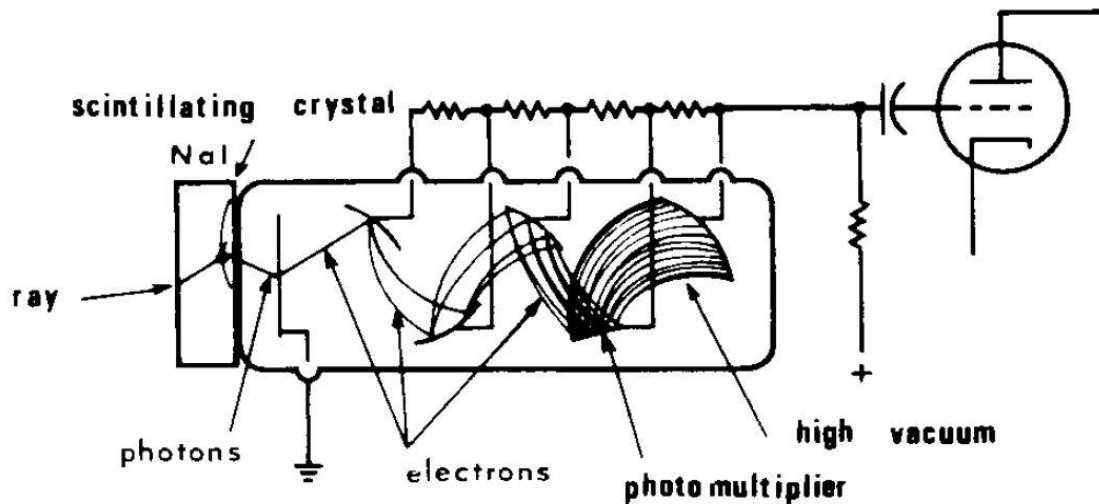 scintillating crystal
NaI
ray
photons
electrons
+
high vacuum
photo multiplier